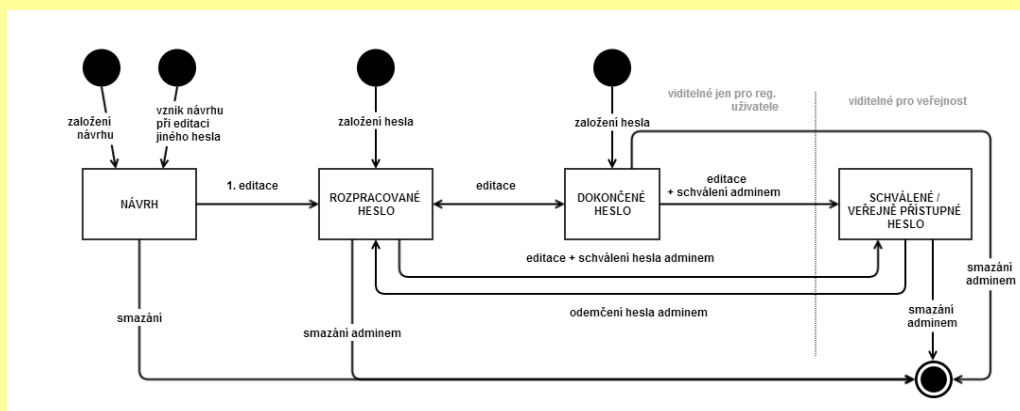 viditelné jen pro reg.
uživatele
viditelné pro veřejnost
založení
návrhu
vznik návrhu
při editaci
jiného hesla
založení hesla
založení hesla
NÁVRH
1. editace
ROZPRACOVANÉ
HESLO
editace
DOKONČENÉ
HESLO
editace
+ schválení adminem
SCHVÁLENÉ /
VEŘEJNĚ PŘÍSTUPNÉ
HESLO
editace + schválení hesla adminem
odemčení hesla adminem
smazání
smazání adminem
smazání
adminem
smazání
adminem